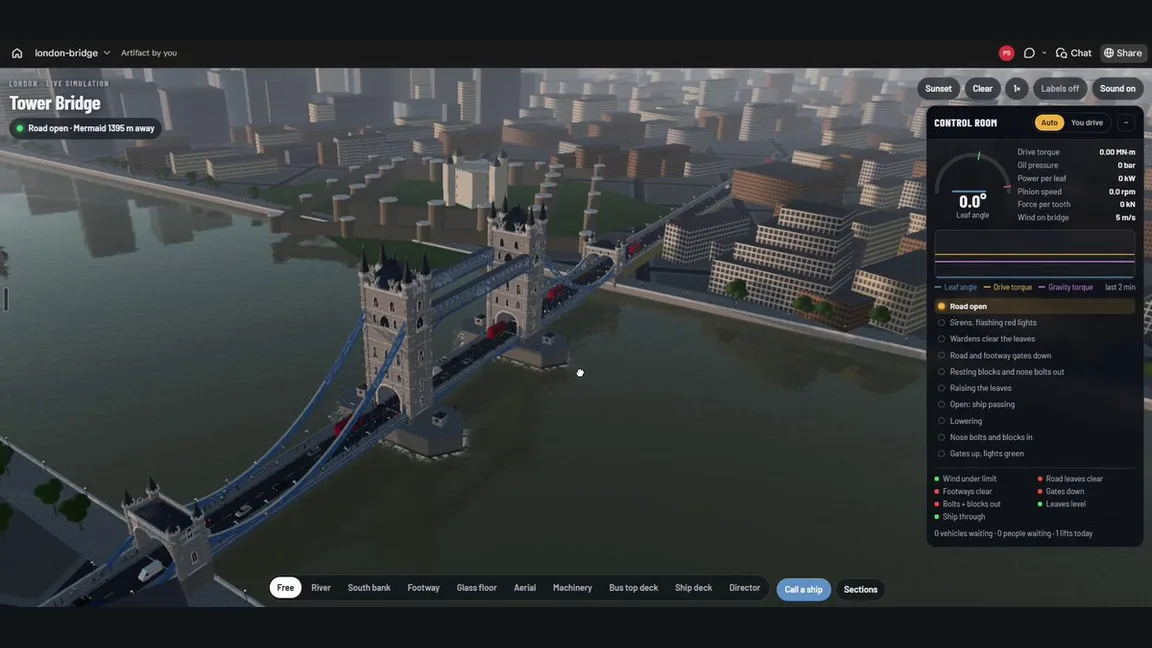 london-bridge
Artifact by you
PS
Chat
Share
LONDON · LIVE SIMULATION
Tower Bridge
Road open · Mermaid 1395 m away
Sunset
Clear
1×
Labels off
Sound on
CONTROL ROOM
Auto
You drive
-
0.0°
Leaf angle
Drive torque 0.00 MN·m
Oil pressure 0 bar
Power per leaf 0 kW
Pinion speed 0.0 rpm
Force per tooth 0 kN
Wind on bridge 5 m/s
Leaf angle Drive torque Gravity torque last 2 min
Road open
Sirens, flashing red lights
Wardens clear the leaves
Road and footway gates down
Resting blocks and nose bolts out
Raising the leaves
Open: ship passing
Lowering
Nose bolts and blocks in
Gates up, lights green
Wind under limit Road leaves clear
Footways clear Gates down
Bolts + blocks out Leaves level
Ship through
0 vehicles waiting · 0 people waiting · 1 lifts today
Free River South bank Footway Glass floor Aerial Machinery Bus top deck Ship deck Director Call a ship Sections